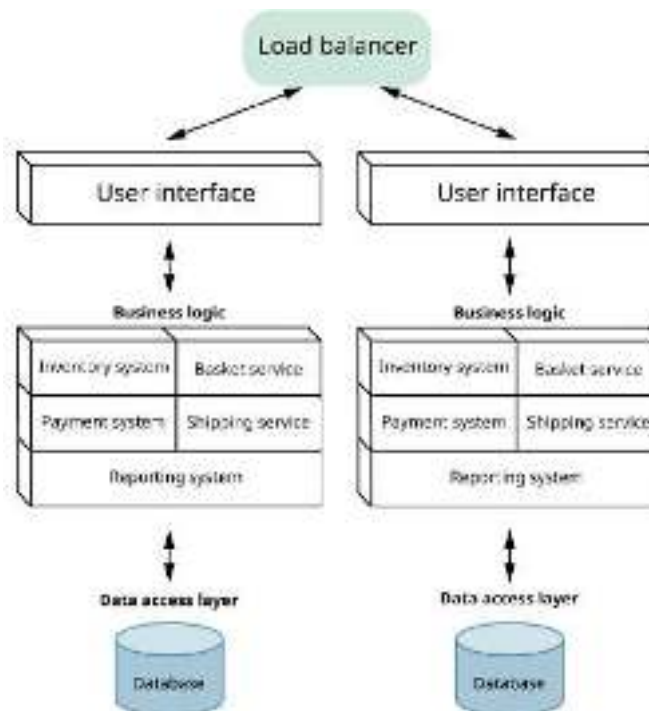 Load balancer
User interface
User interface
Business logic
Business logic
Inventory system
Basket service
Inventory system
Basket service
Payment system
Shipping service
Payment system
Shipping service
Reporting system
Reporting system
Data access layer
Data access layer
Database
Database